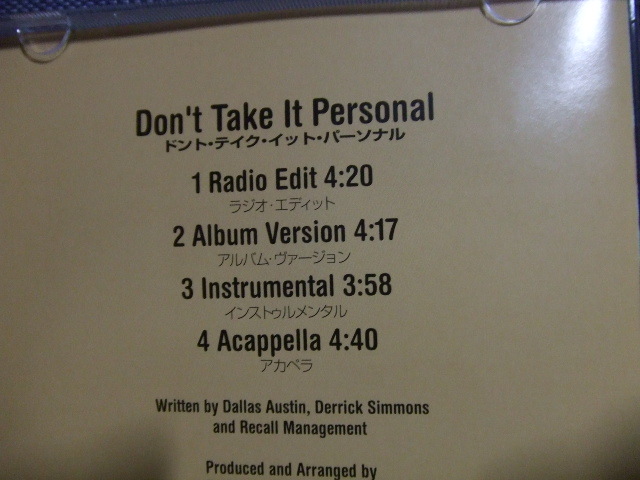 Don't Take It Personal
ドント・テイク・イット・パーソナル
1 Radio Edit 4:20
ラジオ・エディット
2 Album Version 4:17
アルバム・ヴァージョン
3 Instrumental 3:58
インストゥルメンタル
4 Acappella 4:40
アカペラ
Written by Dallas Austin, Derrick Simmons
and Recall Management
Produced and Arranged by